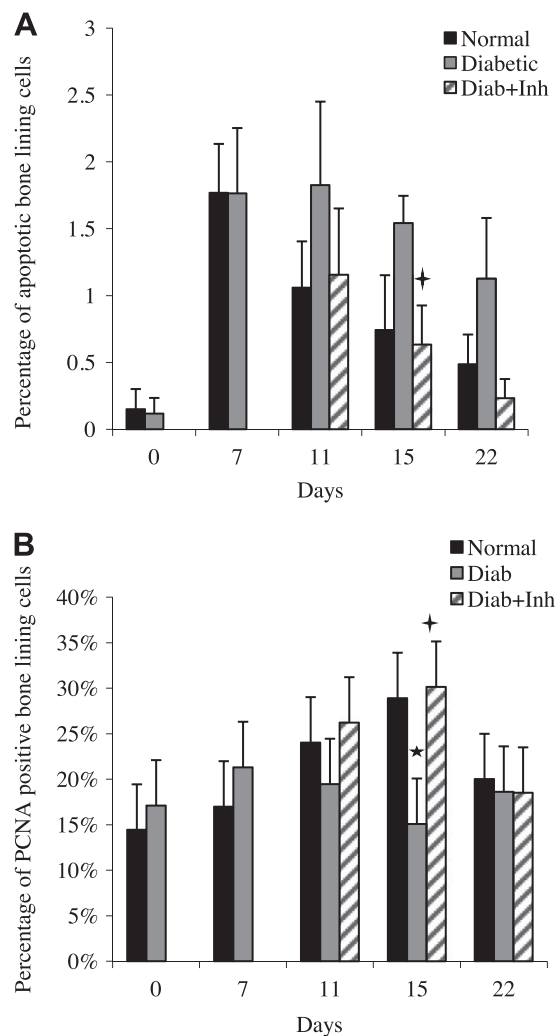 A
Percentage of apoptotic bone lining cells
3
2.5
2
1.5
1
0.5
0
Normal
Diabetic
Diab+Inh
0 7 11 15 22
Days
B
Percentage of PCNA positive bone lining cells
40%
35%
30%
25%
20%
15%
10%
5%
0%
Normal
Diab
Diab+Inh
0 7 11 15 22
Days